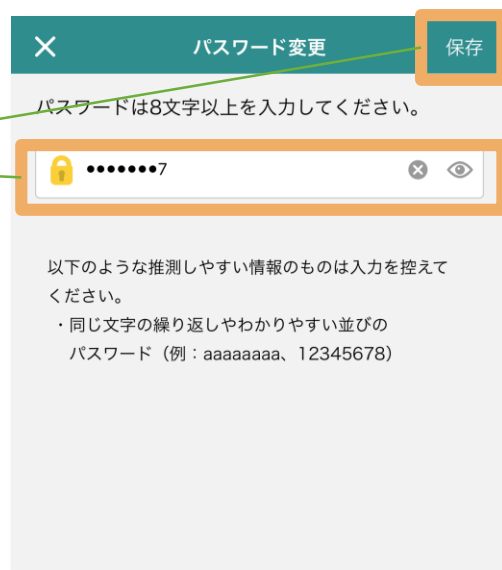 パスワード変更
保存
パスワードは8文字以上を入力してください。
•••••••7
以下のような推測しやすい情報のものは入力を控えて
ください。
・同じ文字の繰り返しやわかりやすい並びの
パスワード（例：aaaaaaaa、12345678）